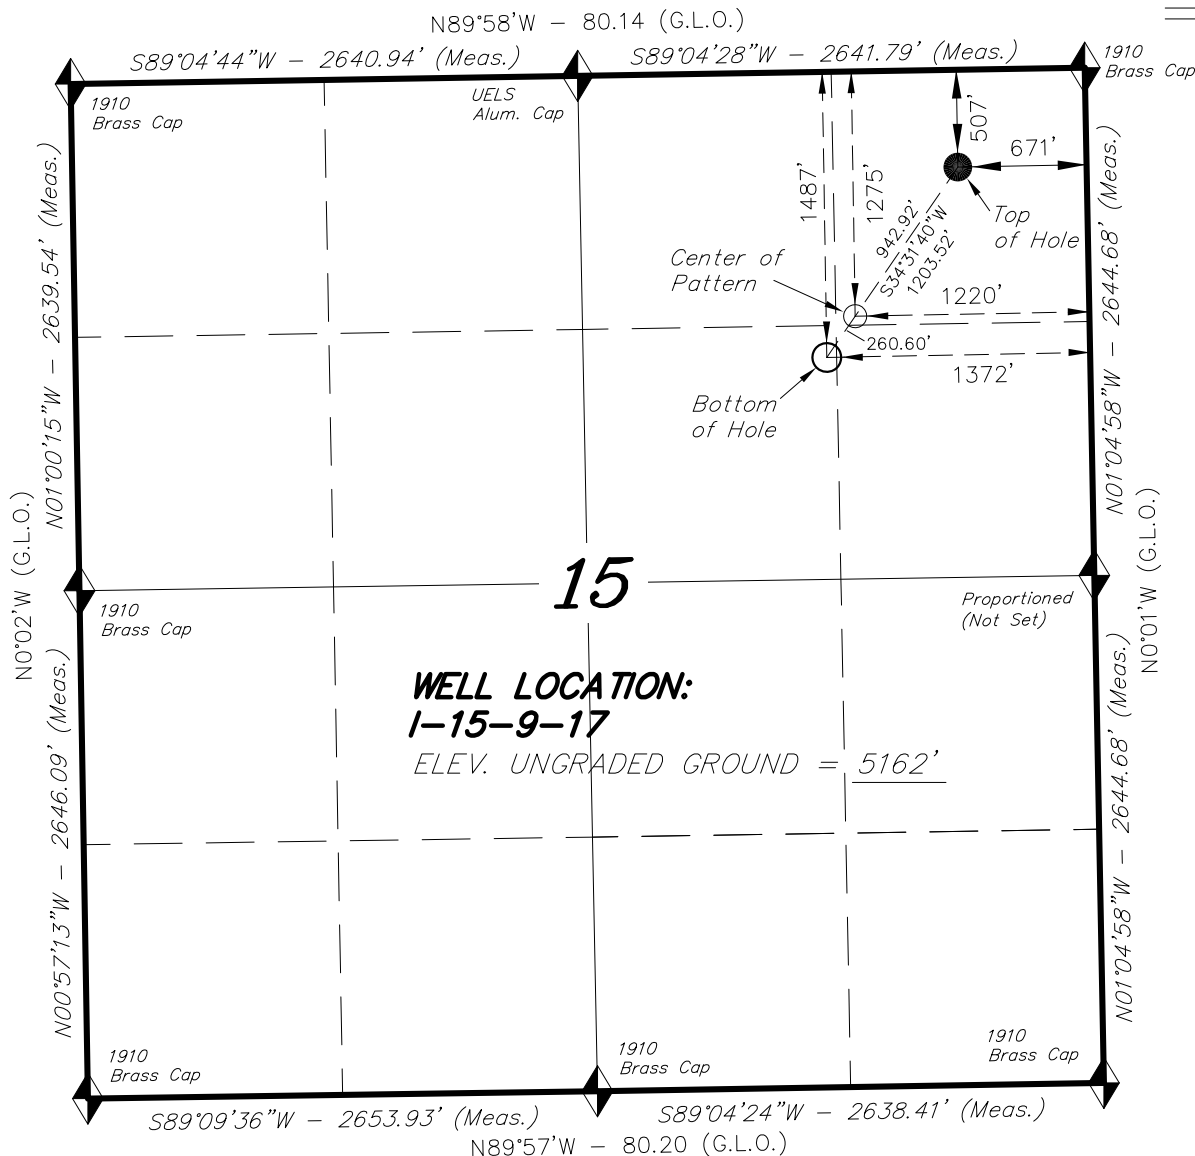 N89°58'W - 80.14 (G.L.O.)
S89°04'44"W - 2640.94' (Meas.)
S89°04'28"W - 2641.79' (Meas.)
1910
Brass Cap
1910
Brass Cap
UELS
Alum. Cap
507'
671'
1487'
1275'
942.92'
S34°31'40"W
1203.52'
Top
of Hole
Center of
Pattern
1220'
260.60'
1372'
Bottom
of Hole
N01°00'15"W - 2639.54' (Meas.)
N01°04'58"W - 2644.68' (Meas.)
N0°02'W (G.L.O.)
N0°01'W (G.L.O.)
15
1910
Brass Cap
Proportioned
(Not Set)
WELL LOCATION:
I-15-9-17
ELEV. UNGRADED GROUND = 5162'
N00°57'13"W - 2646.09' (Meas.)
N01°04'58"W - 2644.68' (Meas.)
1910
Brass Cap
1910
Brass Cap
1910
Brass Cap
S89°09'36"W - 2653.93' (Meas.)
S89°04'24"W - 2638.41' (Meas.)
N89°57'W - 80.20 (G.L.O.)